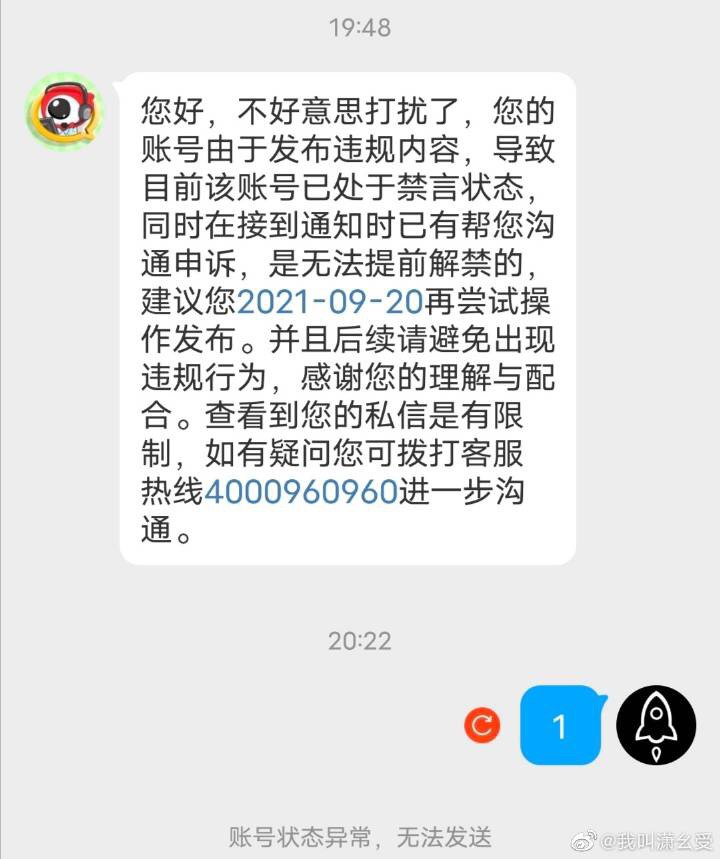 19:48
您好，不好意思打扰了，您的
账号由于发布违规内容，导致
目前该账号已处于禁言状态，
同时在接到通知时已有帮您沟
通申诉，是无法提前解禁的，
建议您2021-09-20再尝试操
作发布。并且后续请避免出现
违规行为，感谢您的理解与配
合。查看到您的私信是有限
制，如有疑问您可拨打客服
热线4000960960进一步沟
通。
20:22
1
账号状态异常，无法发送
@我叫潇幺受